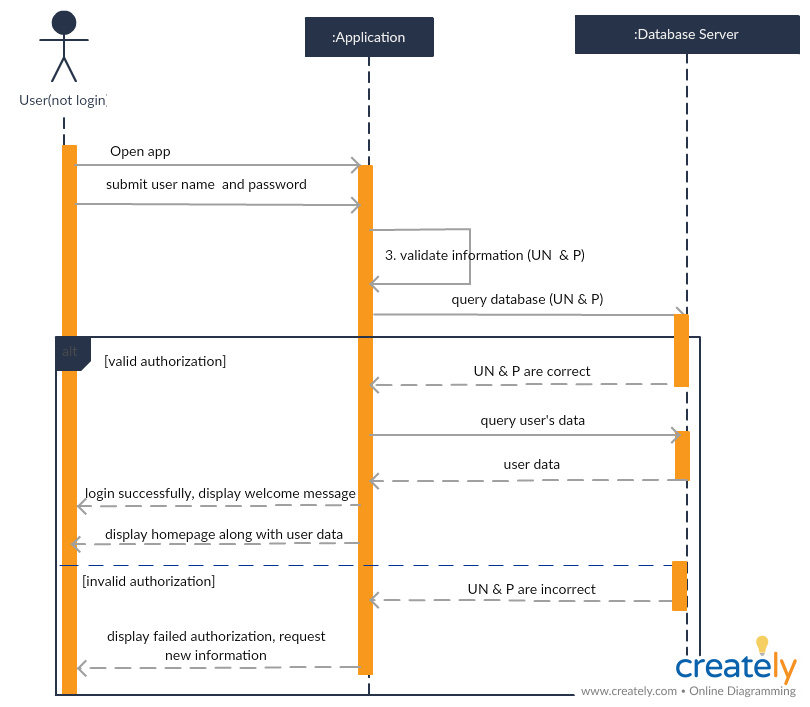 :Application
:Database Server
User(not login)
Open app
submit user name and password
3. validate information (UN & P)
query database (UN & P)
alt
[valid authorization]
UN & P are correct
query user's data
user data
login successfully, display welcome message
display homepage along with user data
[invalid authorization]
UN & P are incorrect
display failed authorization, request
new information
creately
www.creately.com • Online Diagramming